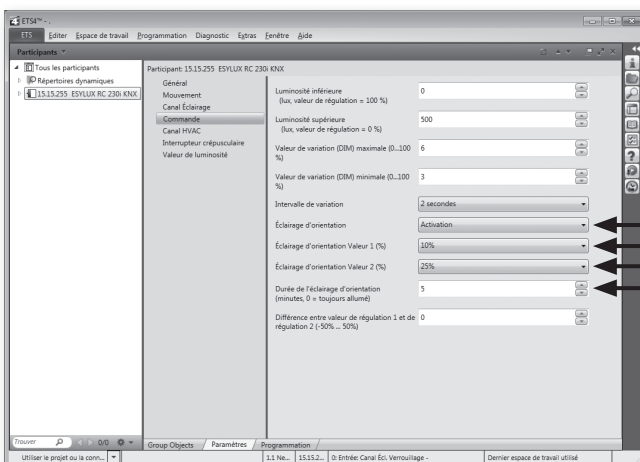 ETS4™ - .
ETS Editer Espace de travail Programmation Diagnostic Extras Fenêtre Aide
Participants
Tous les participants
Répertoires dynamiques
15.15.255 ESYLUX RC 230i KNX
Participant: 15.15.255 ESYLUX RC 230i KNX
Général
Mouvement
Canal Éclairage
Commande
Canal HVAC
Interrupteur crépusculaire
Valeur de luminosité
Luminosité inférieure
(lux, valeur de régulation = 100 %)
0
Luminosité supérieure
(lux, valeur de régulation = 0 %)
500
Valeur de variation (DIM) maximale (0...100
%)
6
Valeur de variation (DIM) minimale (0...100
%)
3
Intervalle de variation
2 secondes
Éclairage d'orientation
Activation
Éclairage d'orientation Valeur 1 (%)
10%
Éclairage d'orientation Valeur 2 (%)
25%
Durée de l'éclairage d'orientation
(minutes, 0 = toujours allumé)
5
Différence entre valeur de régulation 1 et de
régulation 2 (-50% ... 50%)
0
Trouver 0/0
Group Objects Paramètres Programmation
Utiliser le projet ou la conn... 1.1 Ne... 15.15.2... 0: Entrée: Canal Écl. Verrouillage - Dernier espace de travail utilisé